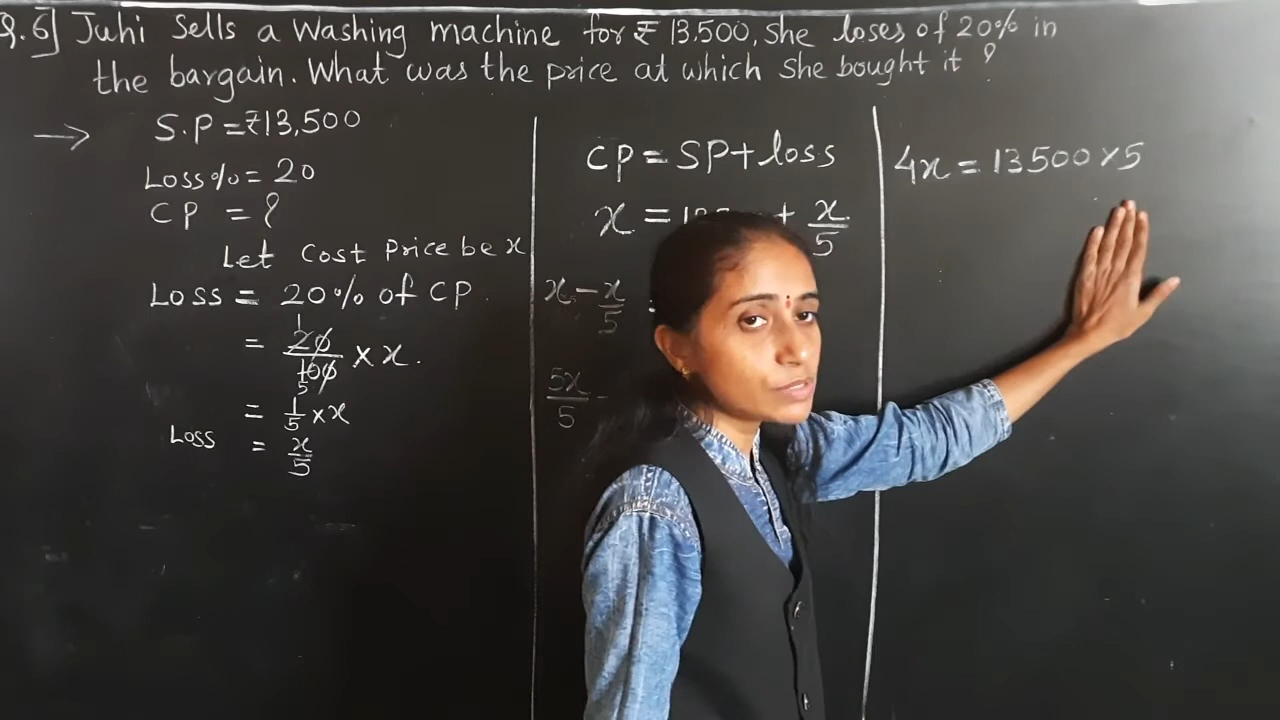 Q.6] Juhi Sells a Washing machine for ₹ 13.500, She loses of 20% in
the bargain. What was the price at which She bought it ?
→ S.P = ₹13,500
Loss % = 20
CP = ?
Let Cost Price be x
Loss = 20% of CP
= 20/100 × x.
1
5
= 1/5 × x
Loss = x/5
CP = SP + loss
x = + x/5
x - x/5
5x/5 -
4x = 13500 × 5